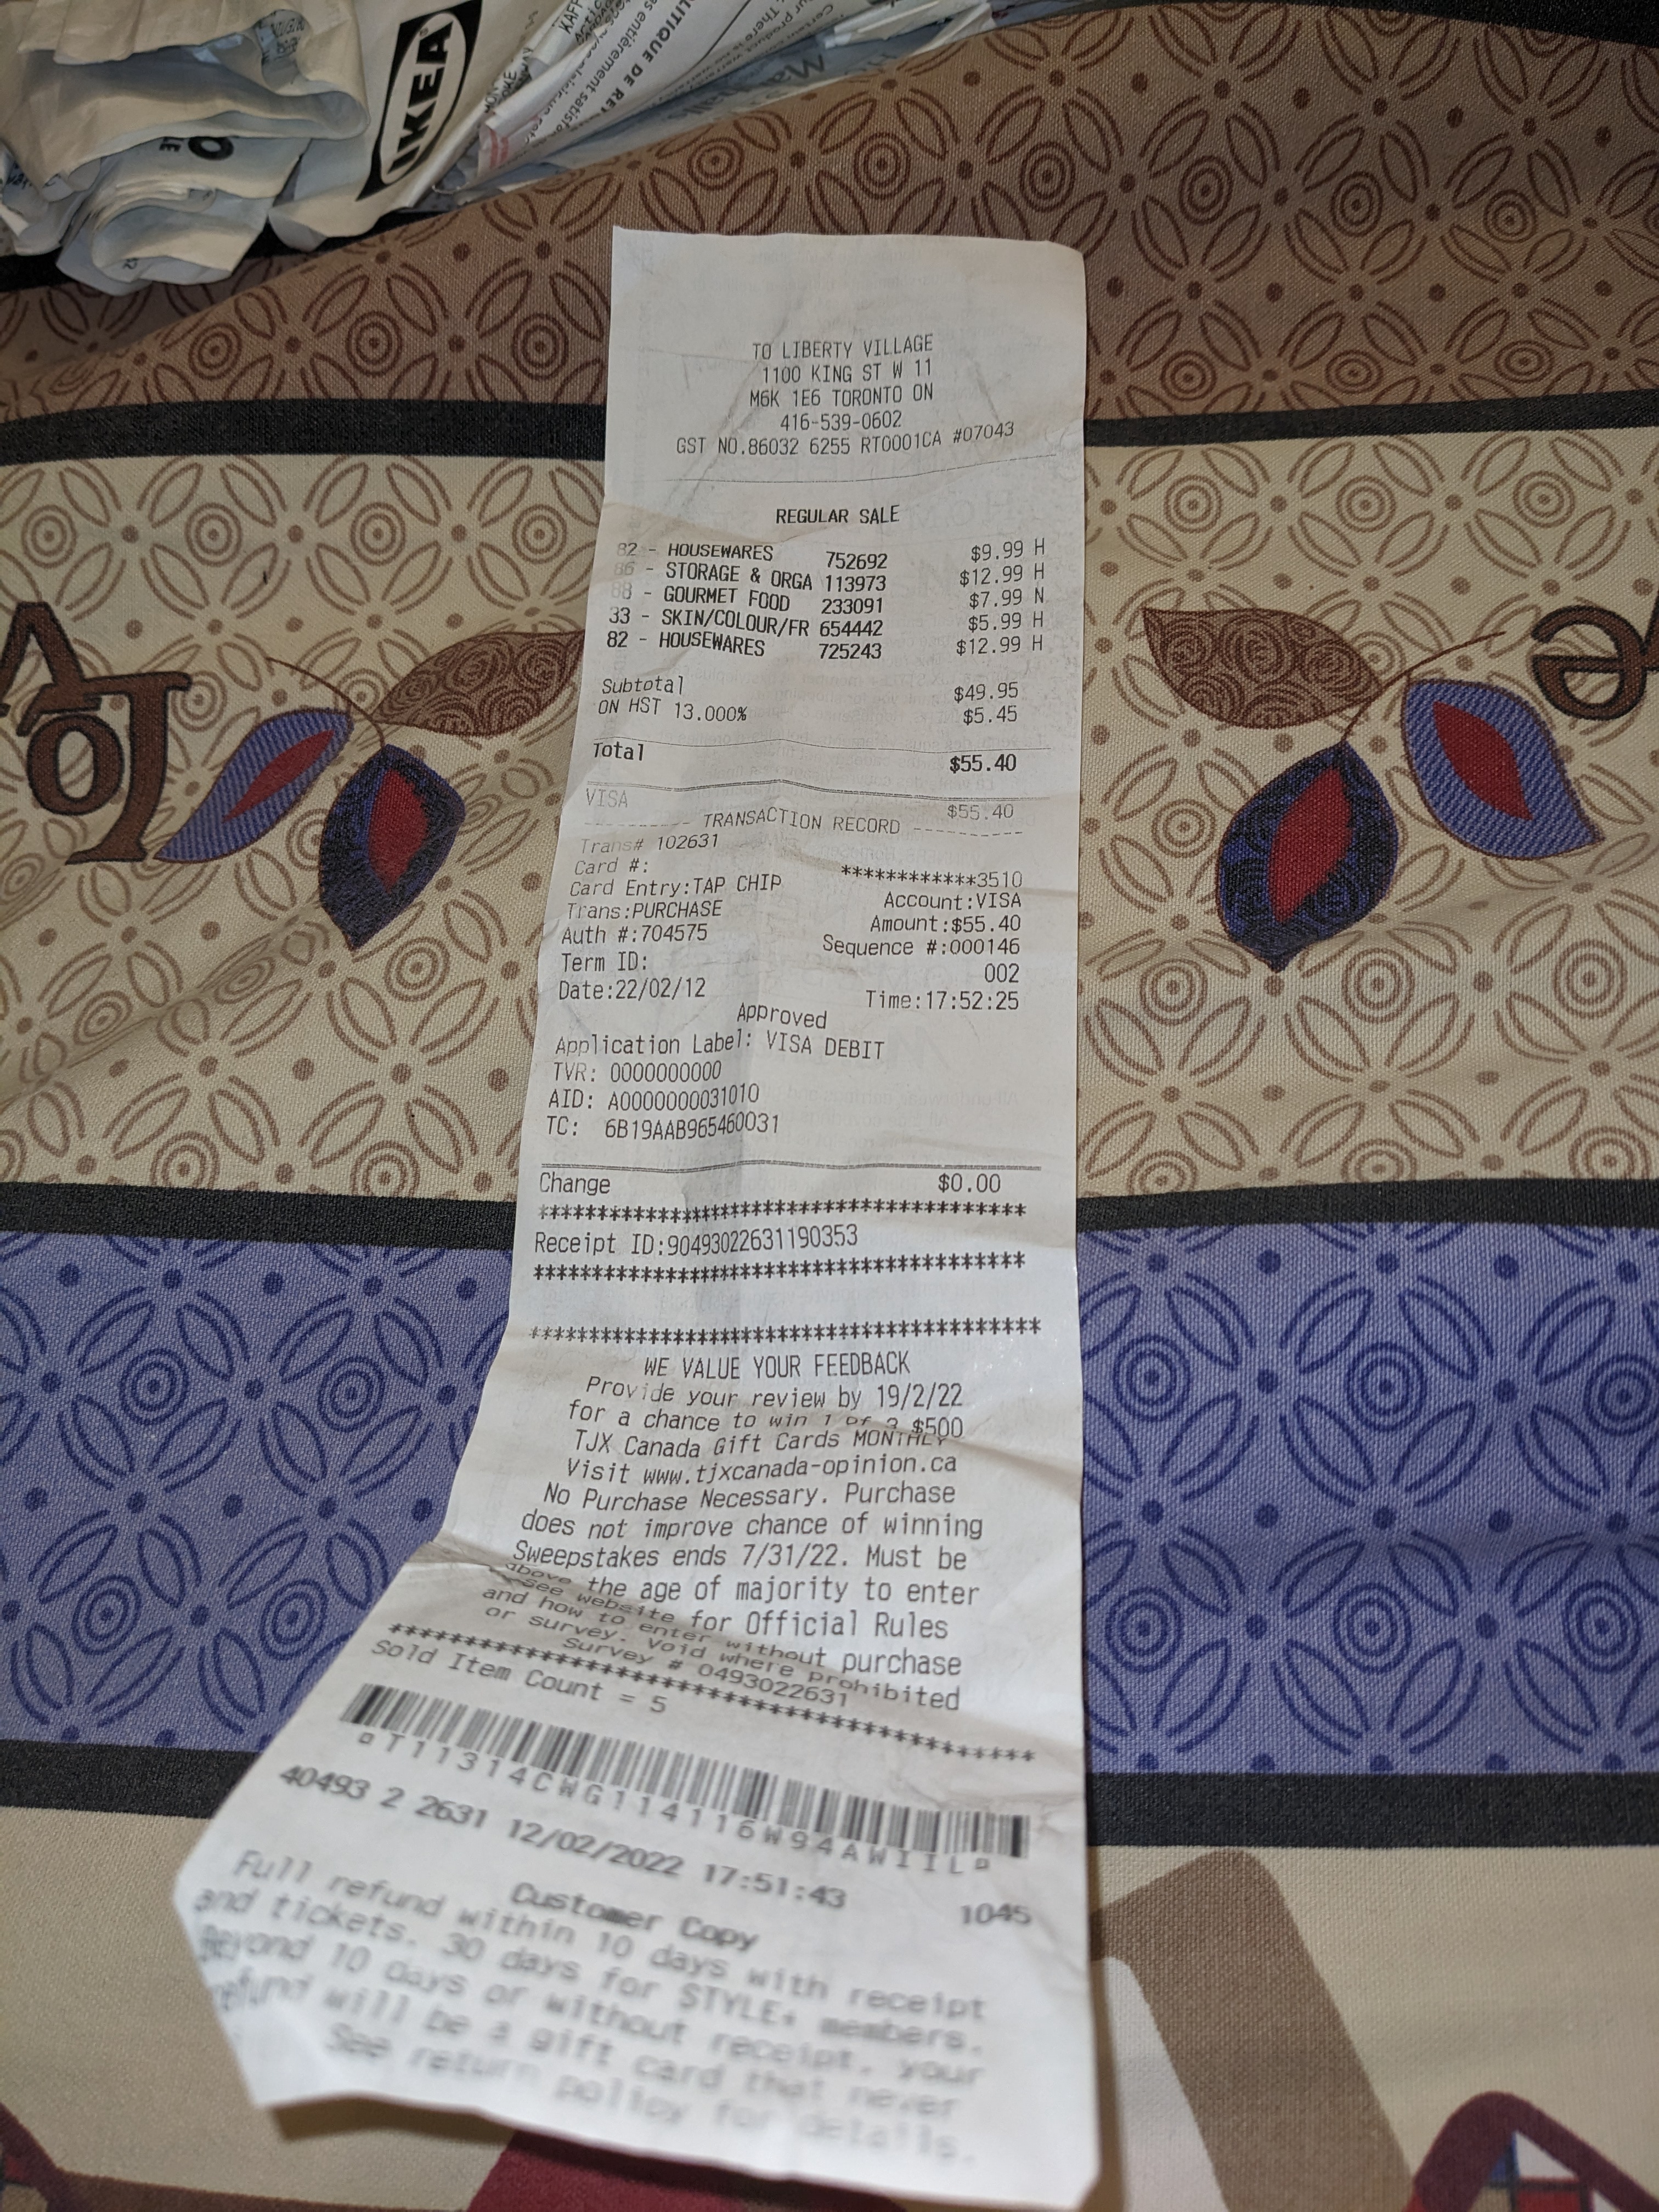 IKEA
LITIQUE DE RE
TO LIBERTY VILLAGE
1100 KING ST W 11
M6K 1E6 TORONTO ON
416-539-0602
GST NO.86032 6255 RT0001CA #07043
REGULAR SALE
82 - HOUSEWARES 752692 $9.99 H
86 - STORAGE & ORGA 113973 $12.99 H
88 - GOURMET FOOD 233091 $7.99 N
33 - SKIN/COLOUR/FR 654442 $5.99 H
82 - HOUSEWARES 725243 $12.99 H
Subtotal $49.95
ON HST 13.000% $5.45
Total $55.40
VISA $55.40
---------- TRANSACTION RECORD ----------
Trans# 102631
Card #: ************3510
Card Entry:TAP CHIP Account:VISA
Trans:PURCHASE Amount:$55.40
Auth #:704575 Sequence #:000146
Term ID: 002
Date:22/02/12 Time:17:52:25
Approved
Application Label: VISA DEBIT
TVR: 0000000000
AID: A0000000031010
TC: 6B19AAB965460031
Change $0.00
******************************************
Receipt ID:90493022631190353
******************************************
******************************************
WE VALUE YOUR FEEDBACK
Provide your review by 19/2/22
for a chance to win 1 of 3 $500
TJX Canada Gift Cards MONTHLY
Visit www.tjxcanada-opinion.ca
No Purchase Necessary. Purchase
does not improve chance of winning
Sweepstakes ends 7/31/22. Must be
above the age of majority to enter
See website for Official Rules
and how to enter without purchase
or survey. Void where prohibited
Survey # 0493022631
******************************************
Sold Item Count = 5
T11314CWG114116W94AWIIL
40493 2 2631 12/02/2022 17:51:43 1045
Customer Copy
Full refund within 10 days with receipt
and tickets. 30 days for STYLE+ members.
Beyond 10 days or without receipt, your
refund will be a gift card that never
See return policy for details.